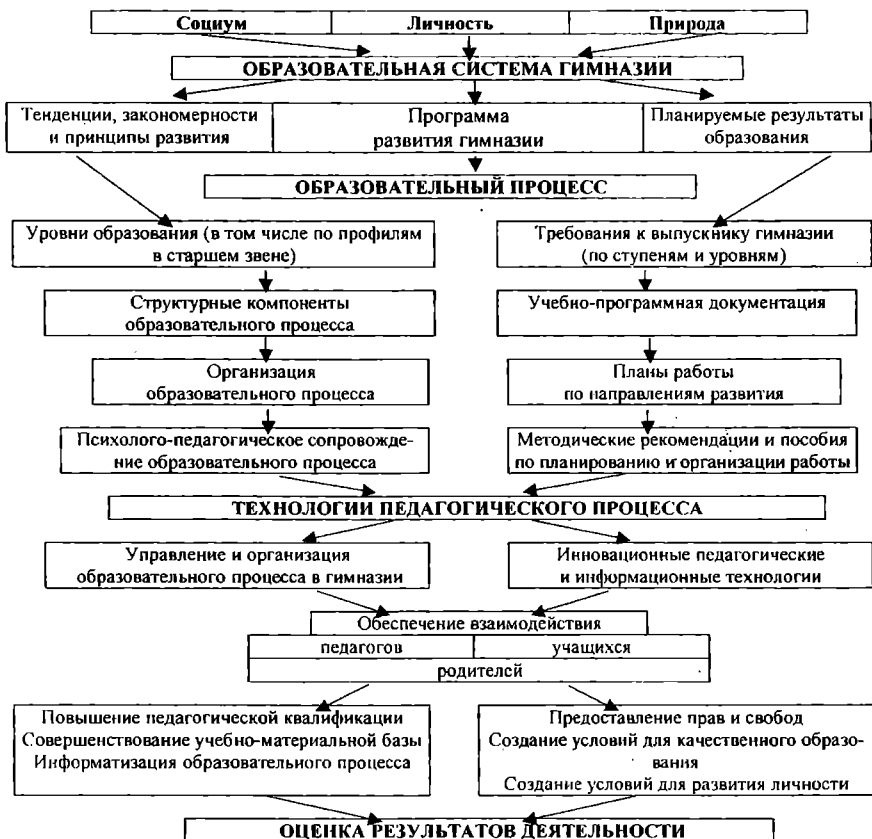 Социум Личность Природа
ОБРАЗОВАТЕЛЬНАЯ СИСТЕМА ГИМНАЗИИ
Тенденции, закономерности
и принципы развития
Программа
развития гимназии
Планируемые результаты
образования
ОБРАЗОВАТЕЛЬНЫЙ ПРОЦЕСС
Уровни образования (в том числе по профилям
в старшем звене)
Требования к выпускнику гимназии
(по ступеням и уровням)
Структурные компоненты
образовательного процесса
Учебно-программная документация
Организация
образовательного процесса
Планы работы
по направлениям развития
Психолого-педагогическое сопровожде-
ние образовательного процесса
Методические рекомендации и пособия
по планированию и организации работы
ТЕХНОЛОГИИ ПЕДАГОГИЧЕСКОГО ПРОЦЕССА
Управление и организация
образовательного процесса в гимназии
Инновационные педагогические
и информационные технологии
Обеспечение взаимодействия
педагогов учащихся
родителей
Повышение педагогической квалификации
Совершенствование учебно-материальной базы
Информатизация образовательного процесса
Предоставление прав и свобод
Создание условий для качественного образо-
вания
Создание условий для развития личности
ОЦЕНКА РЕЗУЛЬТАТОВ ДЕЯТЕЛЬНОСТИ